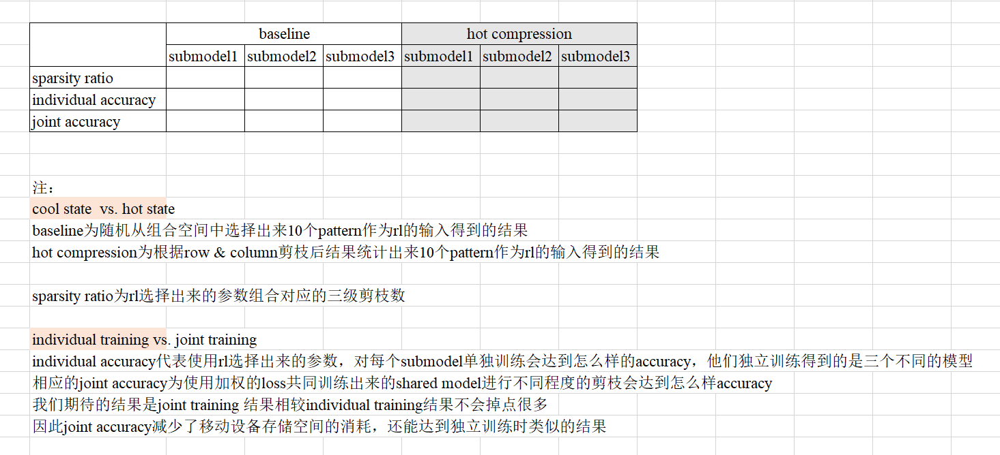 baseline hot compression
submodel1 submodel2 submodel3 submodel1 submodel2 submodel3
sparsity ratio
individual accuracy
joint accuracy
注：
cool state  vs. hot state
baseline为随机从组合空间中选择出来10个pattern作为rl的输入得到的结果
hot compression为根据row & column剪枝后结果统计出来10个pattern作为rl的输入得到的结果
sparsity ratio为rl选择出来的参数组合对应的三级剪枝数
individual training vs. joint training
individual accuracy代表使用rl选择出来的参数，对每个submodel单独训练会达到怎么样的accuracy，他们独立训练得到的是三个不同的模型
相应的joint accuracy为使用加权的loss共同训练出来的shared model进行不同程度的剪枝会达到怎么样accuracy
我们期待的结果是joint training 结果相较individual training结果不会掉点很多
因此joint accuracy减少了移动设备存储空间的消耗，还能达到独立训练时类似的结果